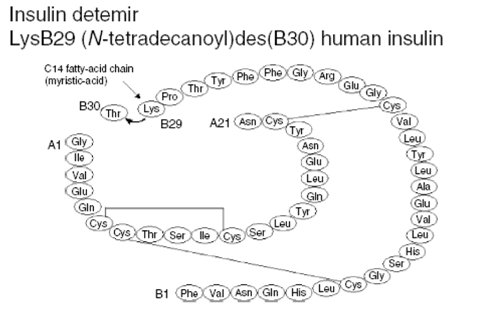 Insulin detemir
LysB29 (N-tetradecanoyl)des(B30) human insulin
C14 fatty-acid chain
(myristic-acid)
B30 Thr Lys Pro Thr Tyr Phe Phe Gly Arg Glu Gly Cys Val Leu Tyr Leu Ala Glu Val Leu His Ser Gly Cys Leu His Gln Asn Val Phe B1
B29
A21 Asn Cys Tyr Asn Glu Leu Gln Tyr Leu Ser Cys Ile Ser Thr Cys Cys Gln Glu Val Ile Gly A1